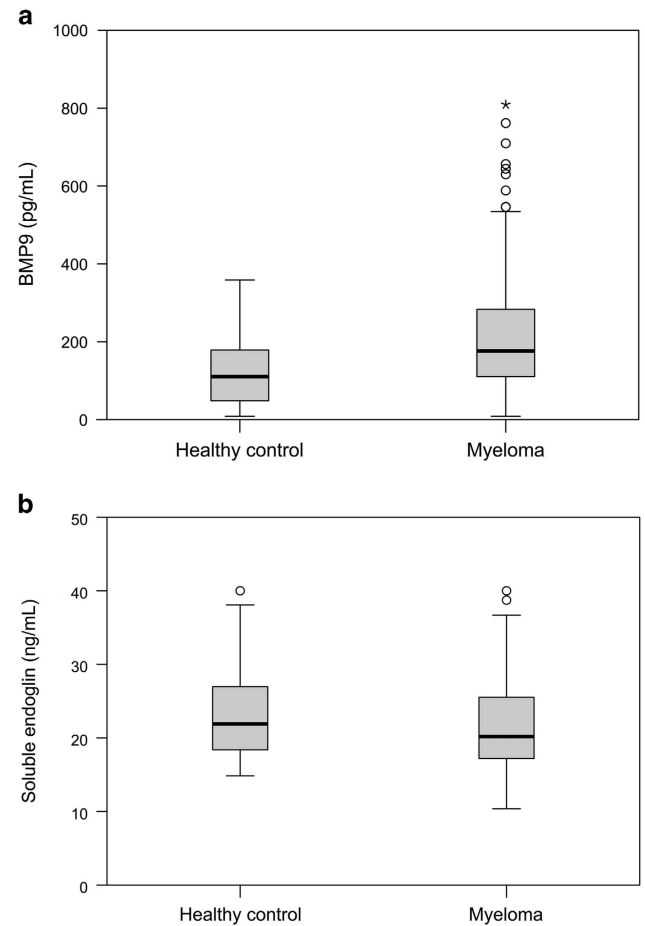 a
1000
800
600
400
200
0
BMP9 (pg/mL)
Healthy control
Myeloma
b
50
40
30
20
10
0
Soluble endoglin (ng/mL)
Healthy control
Myeloma